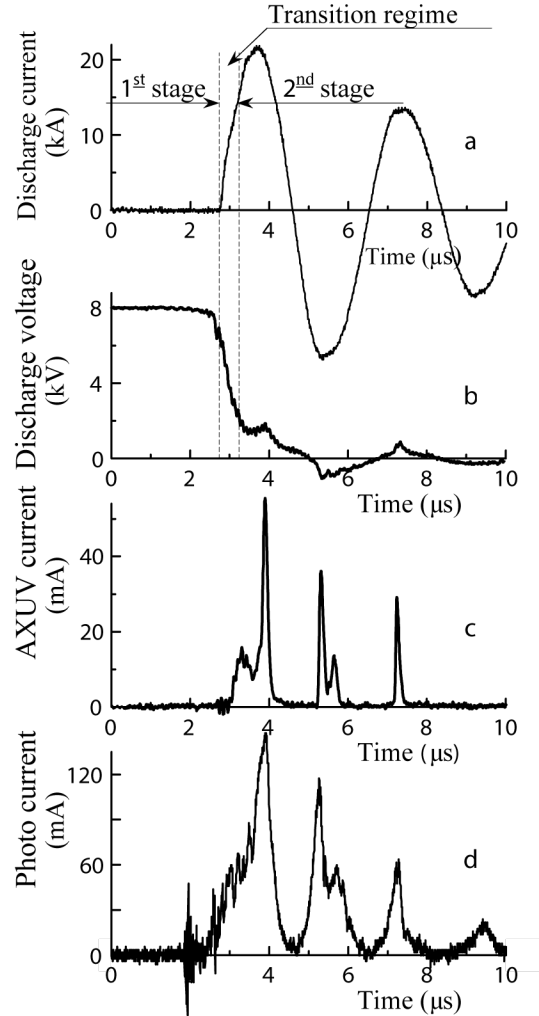 Transition regime
Discharge current
(kA)
20
10
0
1st stage
2nd stage
a
0 2 4 6 8 10
Time (μs)
Discharge voltage
(kV)
8
4
0
b
0 2 4 6 8 10
Time (μs)
AXUV current
(mA)
40
20
0
c
0 2 4 6 8 10
Time (μs)
Photo current
(mA)
120
60
0
d
0 2 4 6 8 10
Time (μs)